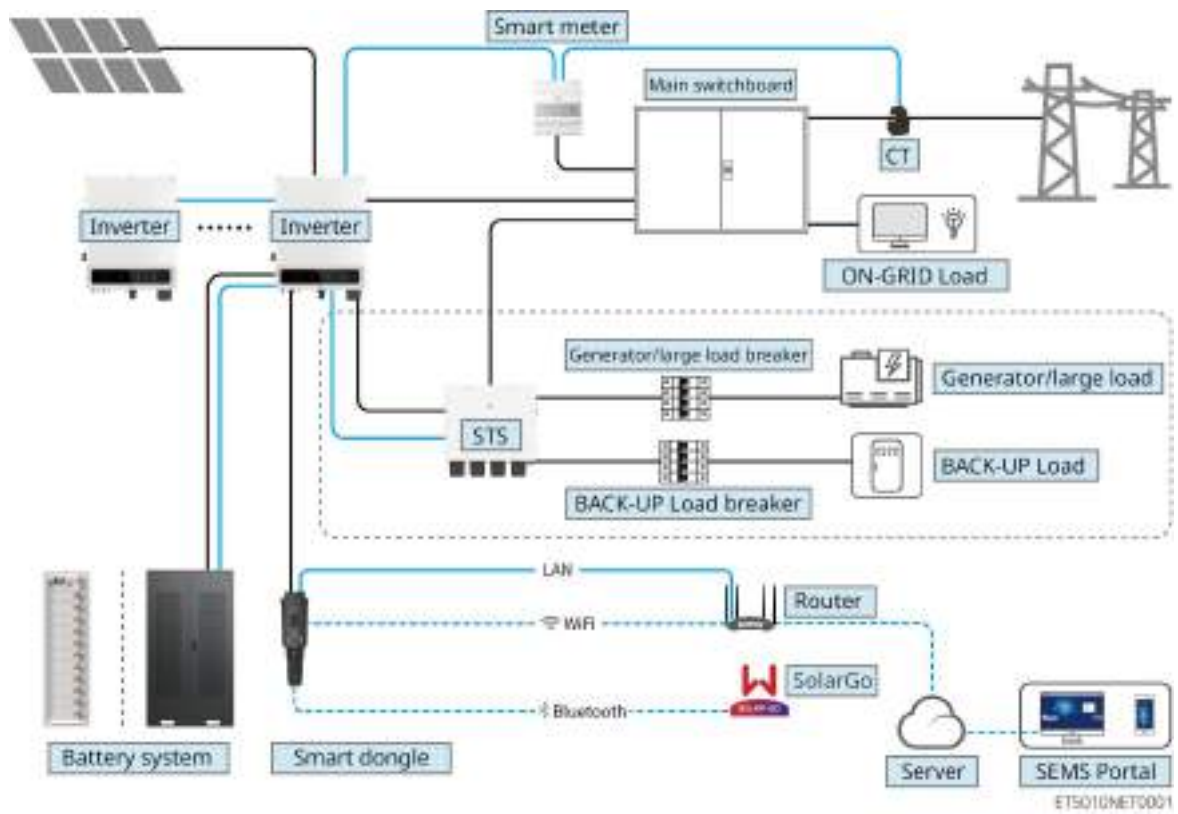 Smart meter
Main switchboard
CT
Inverter
Inverter
ON-GRID Load
Generator/large load breaker
Generator/large load
STS
BACK-UP Load
BACK-UP Load breaker
LAN
Router
WiFi
SolarGo
Bluetooth
Battery system
Smart dongle
Server
SEMS Portal
ET5010NET0001